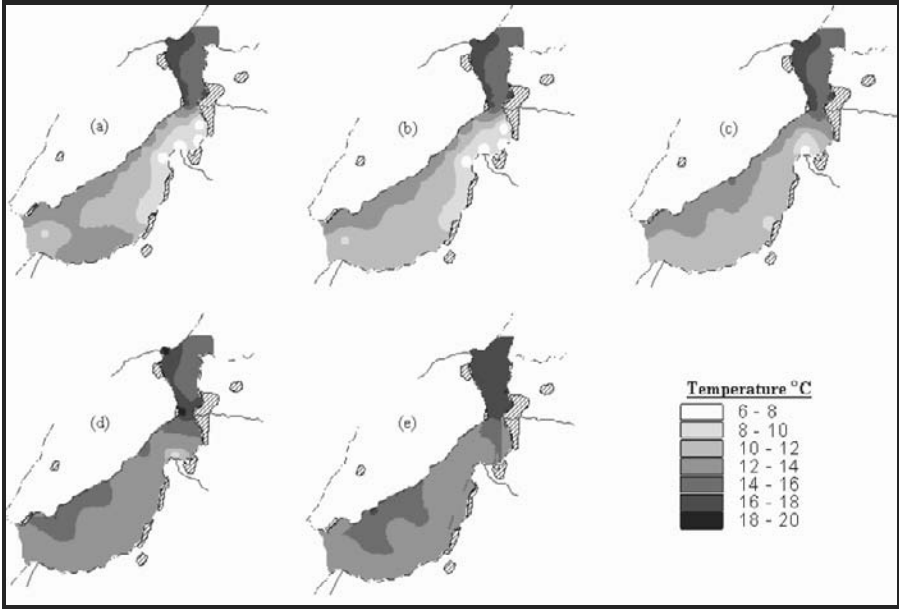 (a)
(b)
(c)
(d)
(e)
Temperature °C
6 - 8
8 - 10
10 - 12
12 - 14
14 - 16
16 - 18
18 - 20